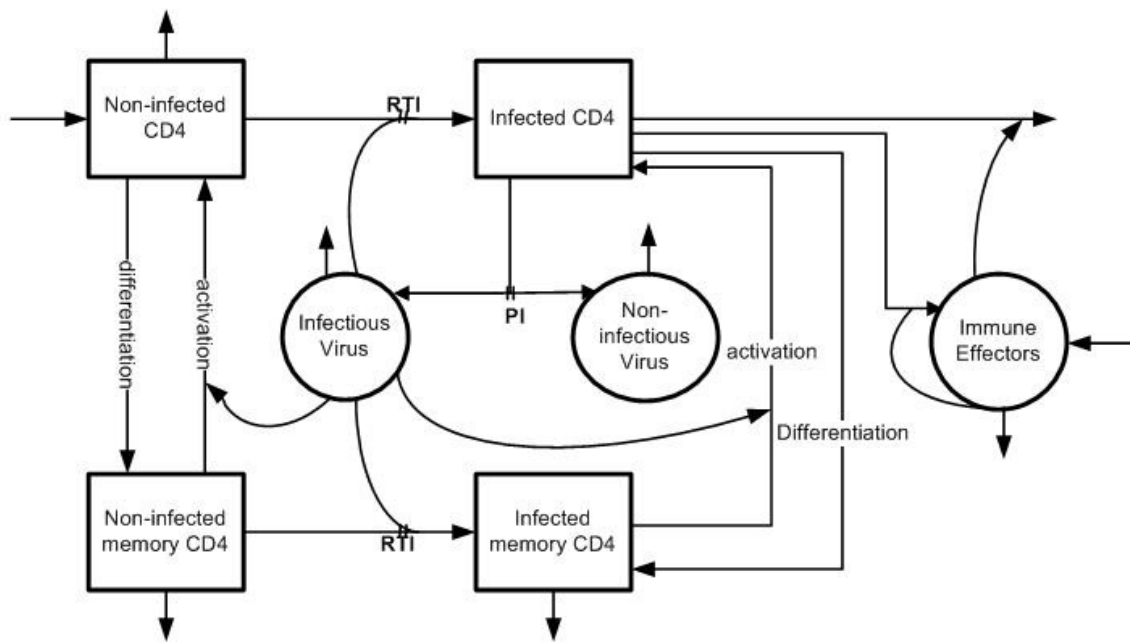 Non-infected
CD4
RTI
Infected CD4
differentiation
activation
Infectious
Virus
PI
Non-
infectious
Virus
activation
Immune
Effectors
Differentiation
Non-infected
memory CD4
RTI
Infected
memory CD4